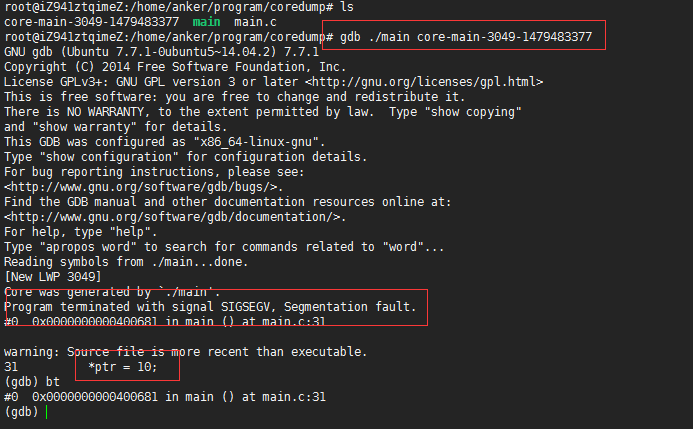 root@iZ94lztqimeZ:/home/anker/program/coredump# ls
core-main-3049-1479483377  main  main.c
root@iZ94lztqimeZ:/home/anker/program/coredump# gdb ./main core-main-3049-1479483377
GNU gdb (Ubuntu 7.7.1-0ubuntu5~14.04.2) 7.7.1
Copyright (C) 2014 Free Software Foundation, Inc.
License GPLv3+: GNU GPL version 3 or later <http://gnu.org/licenses/gpl.html>
This is free software: you are free to change and redistribute it.
There is NO WARRANTY, to the extent permitted by law.  Type "show copying"
and "show warranty" for details.
This GDB was configured as "x86_64-linux-gnu".
Type "show configuration" for configuration details.
For bug reporting instructions, please see:
<http://www.gnu.org/software/gdb/bugs/>.
Find the GDB manual and other documentation resources online at:
<http://www.gnu.org/software/gdb/documentation/>.
For help, type "help".
Type "apropos word" to search for commands related to "word"...
Reading symbols from ./main...done.
[New LWP 3049]
Core was generated by `./main'.
Program terminated with signal SIGSEGV, Segmentation fault.
#0  0x0000000000400681 in main () at main.c:31
warning: Source file is more recent than executable.
31          *ptr = 10;
(gdb) bt
#0  0x0000000000400681 in main () at main.c:31
(gdb)